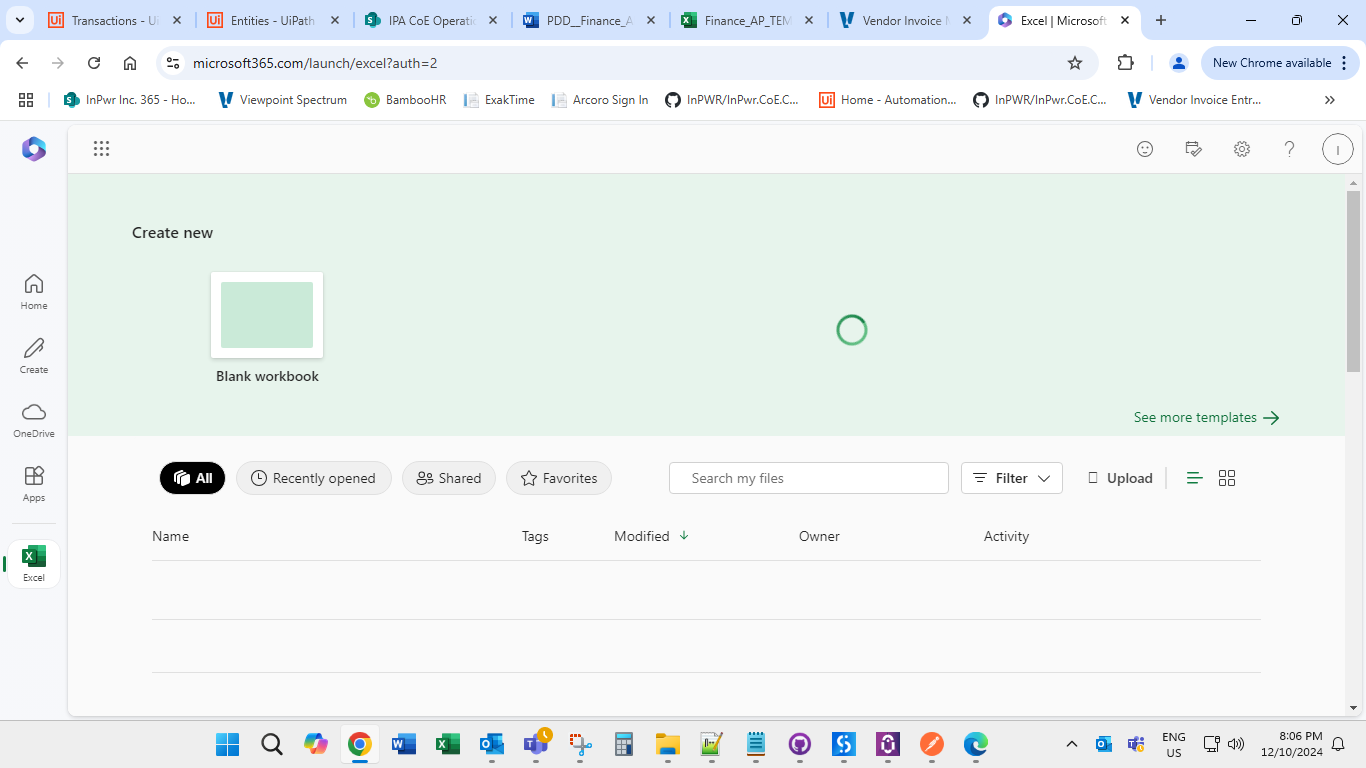 Transactions - Ui
Entities - UiPath
IPA CoE Operatic
PDD__Finance_A
Finance_AP_TEM
Vendor Invoice M
Excel | Microsoft
microsoft365.com/launch/excel?auth=2
New Chrome available
InPwr Inc. 365 - Ho...
Viewpoint Spectrum
BambooHR
ExakTime
Arcoro Sign In
InPWR/InPwr.CoE.C...
Home - Automation...
InPWR/InPwr.CoE.C...
Vendor Invoice Entr...
I
Create new
Blank workbook
See more templates
Home
Create
OneDrive
Apps
Excel
All
Recently opened
Shared
Favorites
Search my files
Filter
Upload
Name
Tags
Modified
Owner
Activity
ENG
US
8:06 PM
12/10/2024